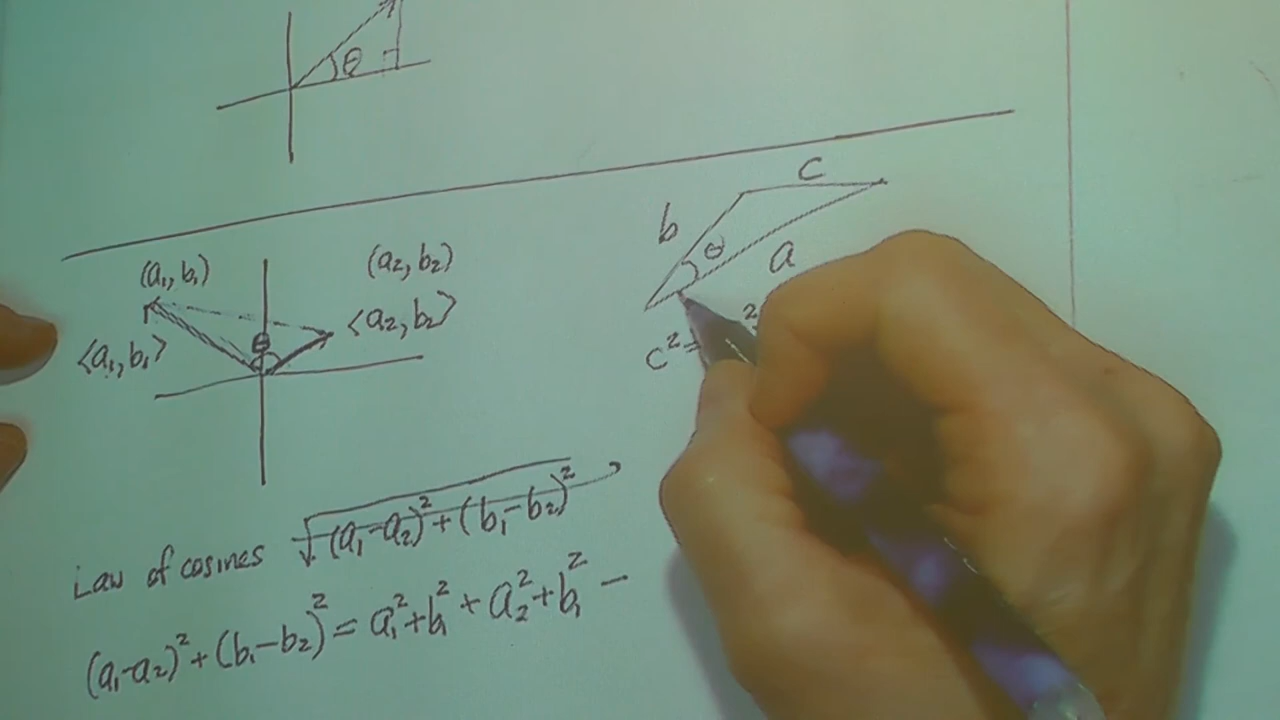 θ
c
b
θ
a
(a₁, b₁)
(a₂, b₂)
<a₁, b₁>
θ
<a₂, b₂>
c² =
2
Law of cosines √(a₁-a₂)² + (b₁-b₂)²
(a₁-a₂)² + (b₁-b₂)² = a₁² + b₁² + a₂² + b₁² -